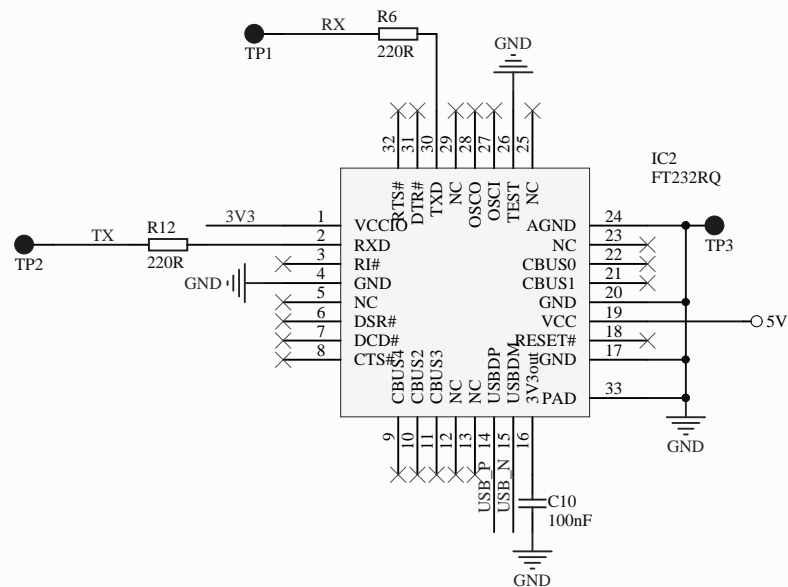 RX
R6
220R
TP1
GND
32
31
30
29
28
27
26
25
RTS#
DTR#
TXD
NC
OSCO
OSCI
TEST
NC
IC2
FT232RQ
3V3
1
VCCIO
AGND
24
TP3
TP2
TX
R12
220R
2
RXD
NC
23
3
RI#
CBUS0
22
GND
4
GND
CBUS1
21
5
NC
GND
20
6
DSR#
VCC
19
5V
7
DCD#
RESET#
18
8
CTS#
GND
17
PAD
33
CBUS4
CBUS2
CBUS3
NC
NC
USBDP
USBDM
3V3out
9
10
11
12
13
14
15
16
USB_P
USB_N
GND
C10
100nF
GND